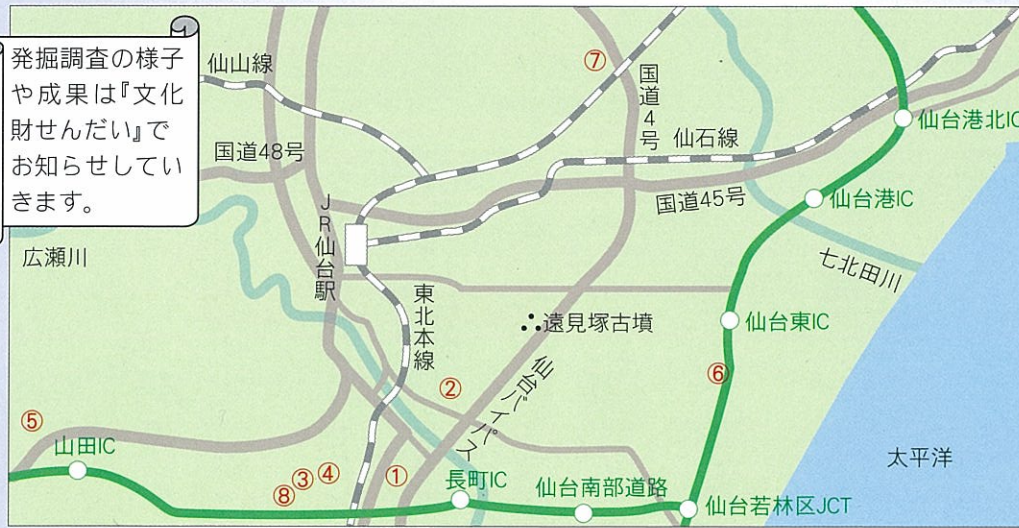 発掘調査の様子
や成果は『文化
財せんだい』で
お知らせしてい
きます。
仙山線
⑦
国道4号
仙台港北IC
国道48号
仙石線
国道45号
仙台港IC
広瀬川
JR仙台駅
七北田川
東北本線
遠見塚古墳
仙台東IC
仙台バイパス
②
⑥
⑤
山田IC
③
④
①
⑧
長町IC
仙台南部道路
仙台若林区JCT
太平洋